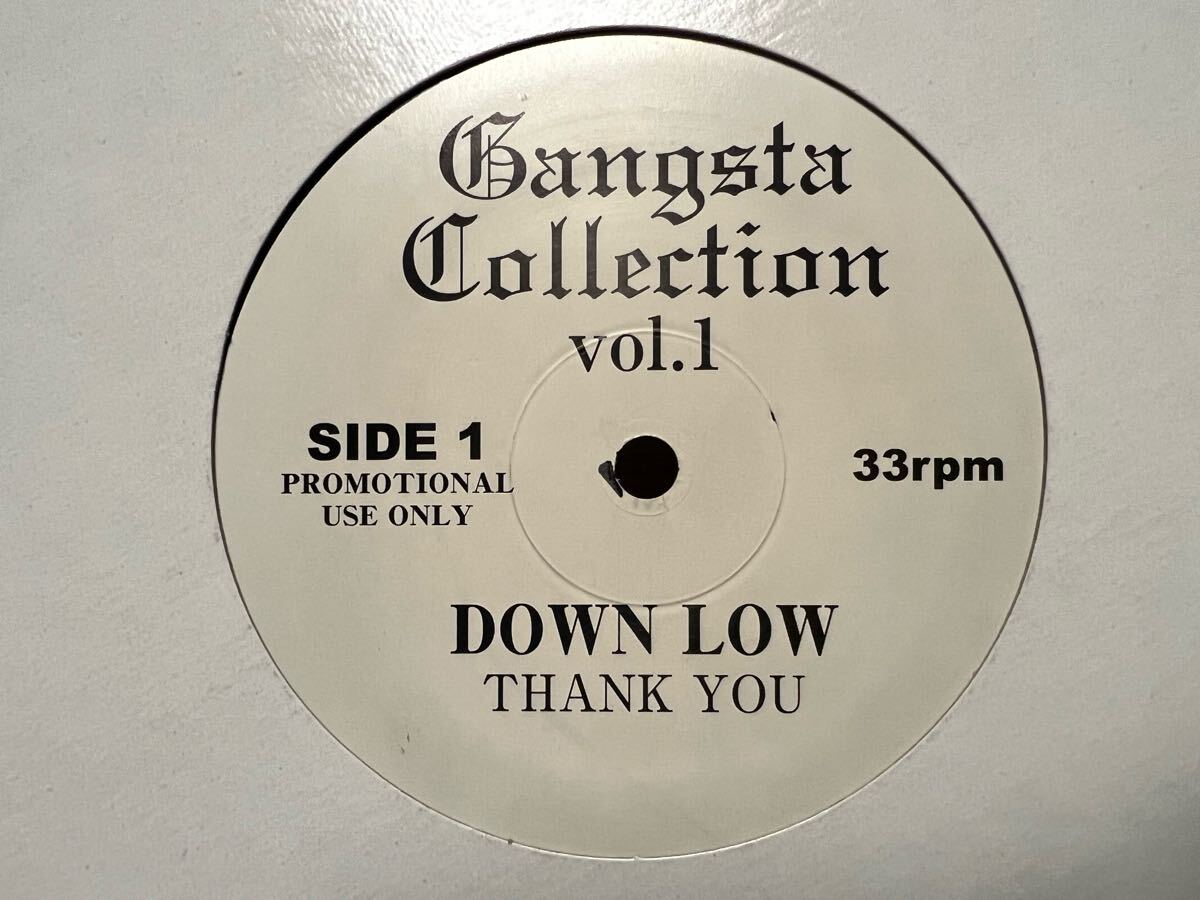 Gangsta
Collection
vol.1
SIDE 1
PROMOTIONAL
USE ONLY
33rpm
DOWN LOW
THANK YOU